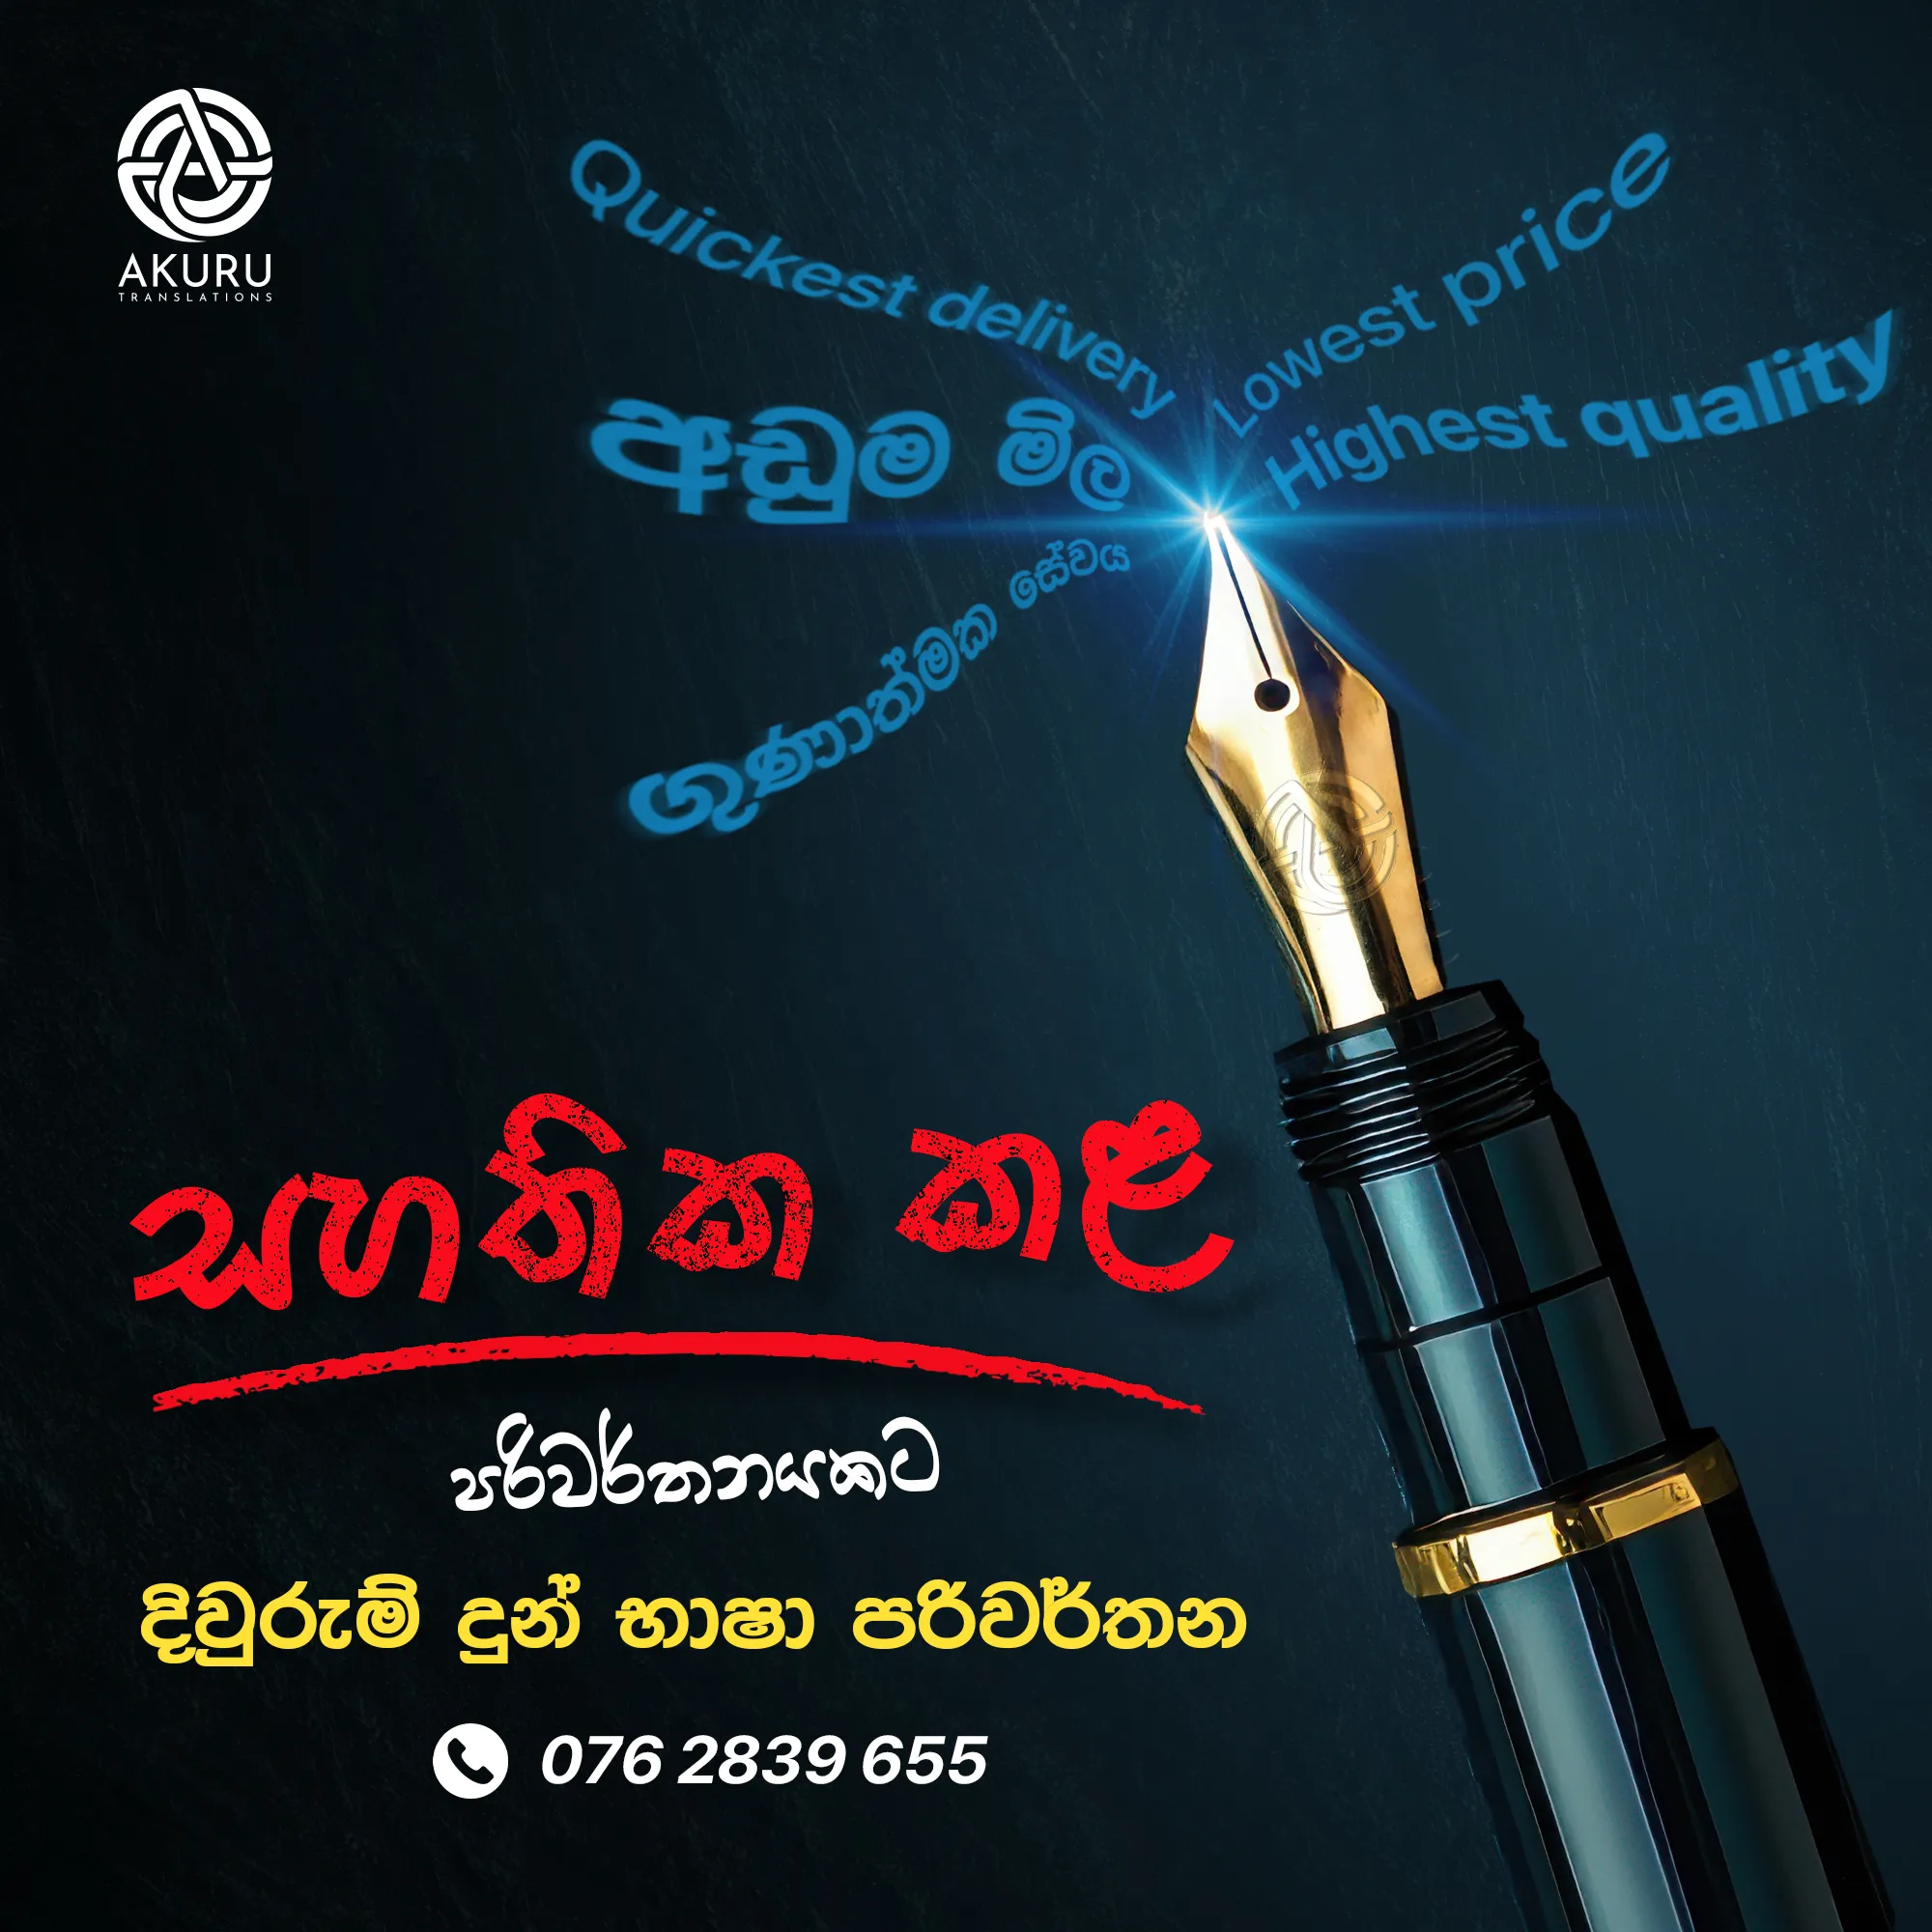 AKURU
TRANSLATIONS
Quickest delivery
Lowest price
Highest quality
අඩුම මිල
ගුණාත්මක සේවය
සහතික කළ
පරිවර්තනයකට
දිවුරුම් දුන් භාෂා පරිවර්තන
076 2839 655